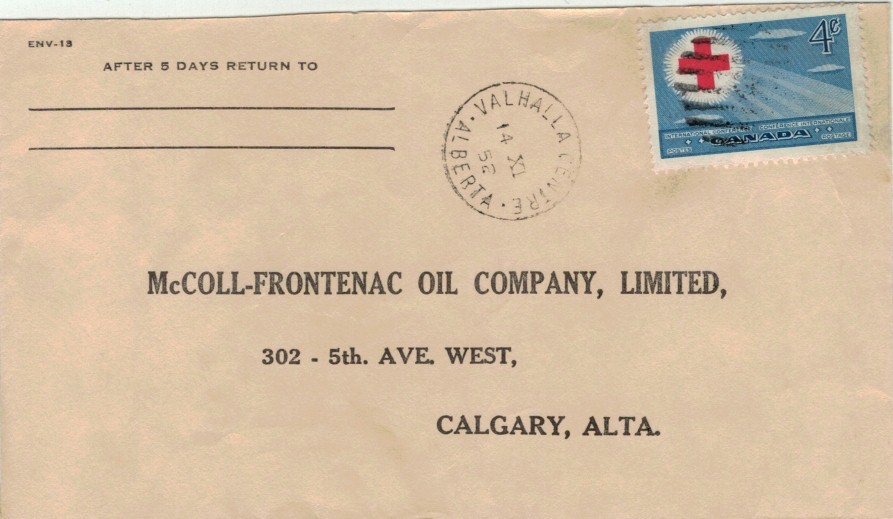 ENV-13
AFTER 5 DAYS RETURN TO
VALHALLA CENTRE · ALBERTA ·
14 XI
52
4¢
INTERNATIONAL CONFERENCE CONFÉRENCE INTERNATIONALE
CANADA
POSTES POSTAGE
McCOLL-FRONTENAC OIL COMPANY, LIMITED,
302 - 5th. AVE. WEST,
CALGARY, ALTA.